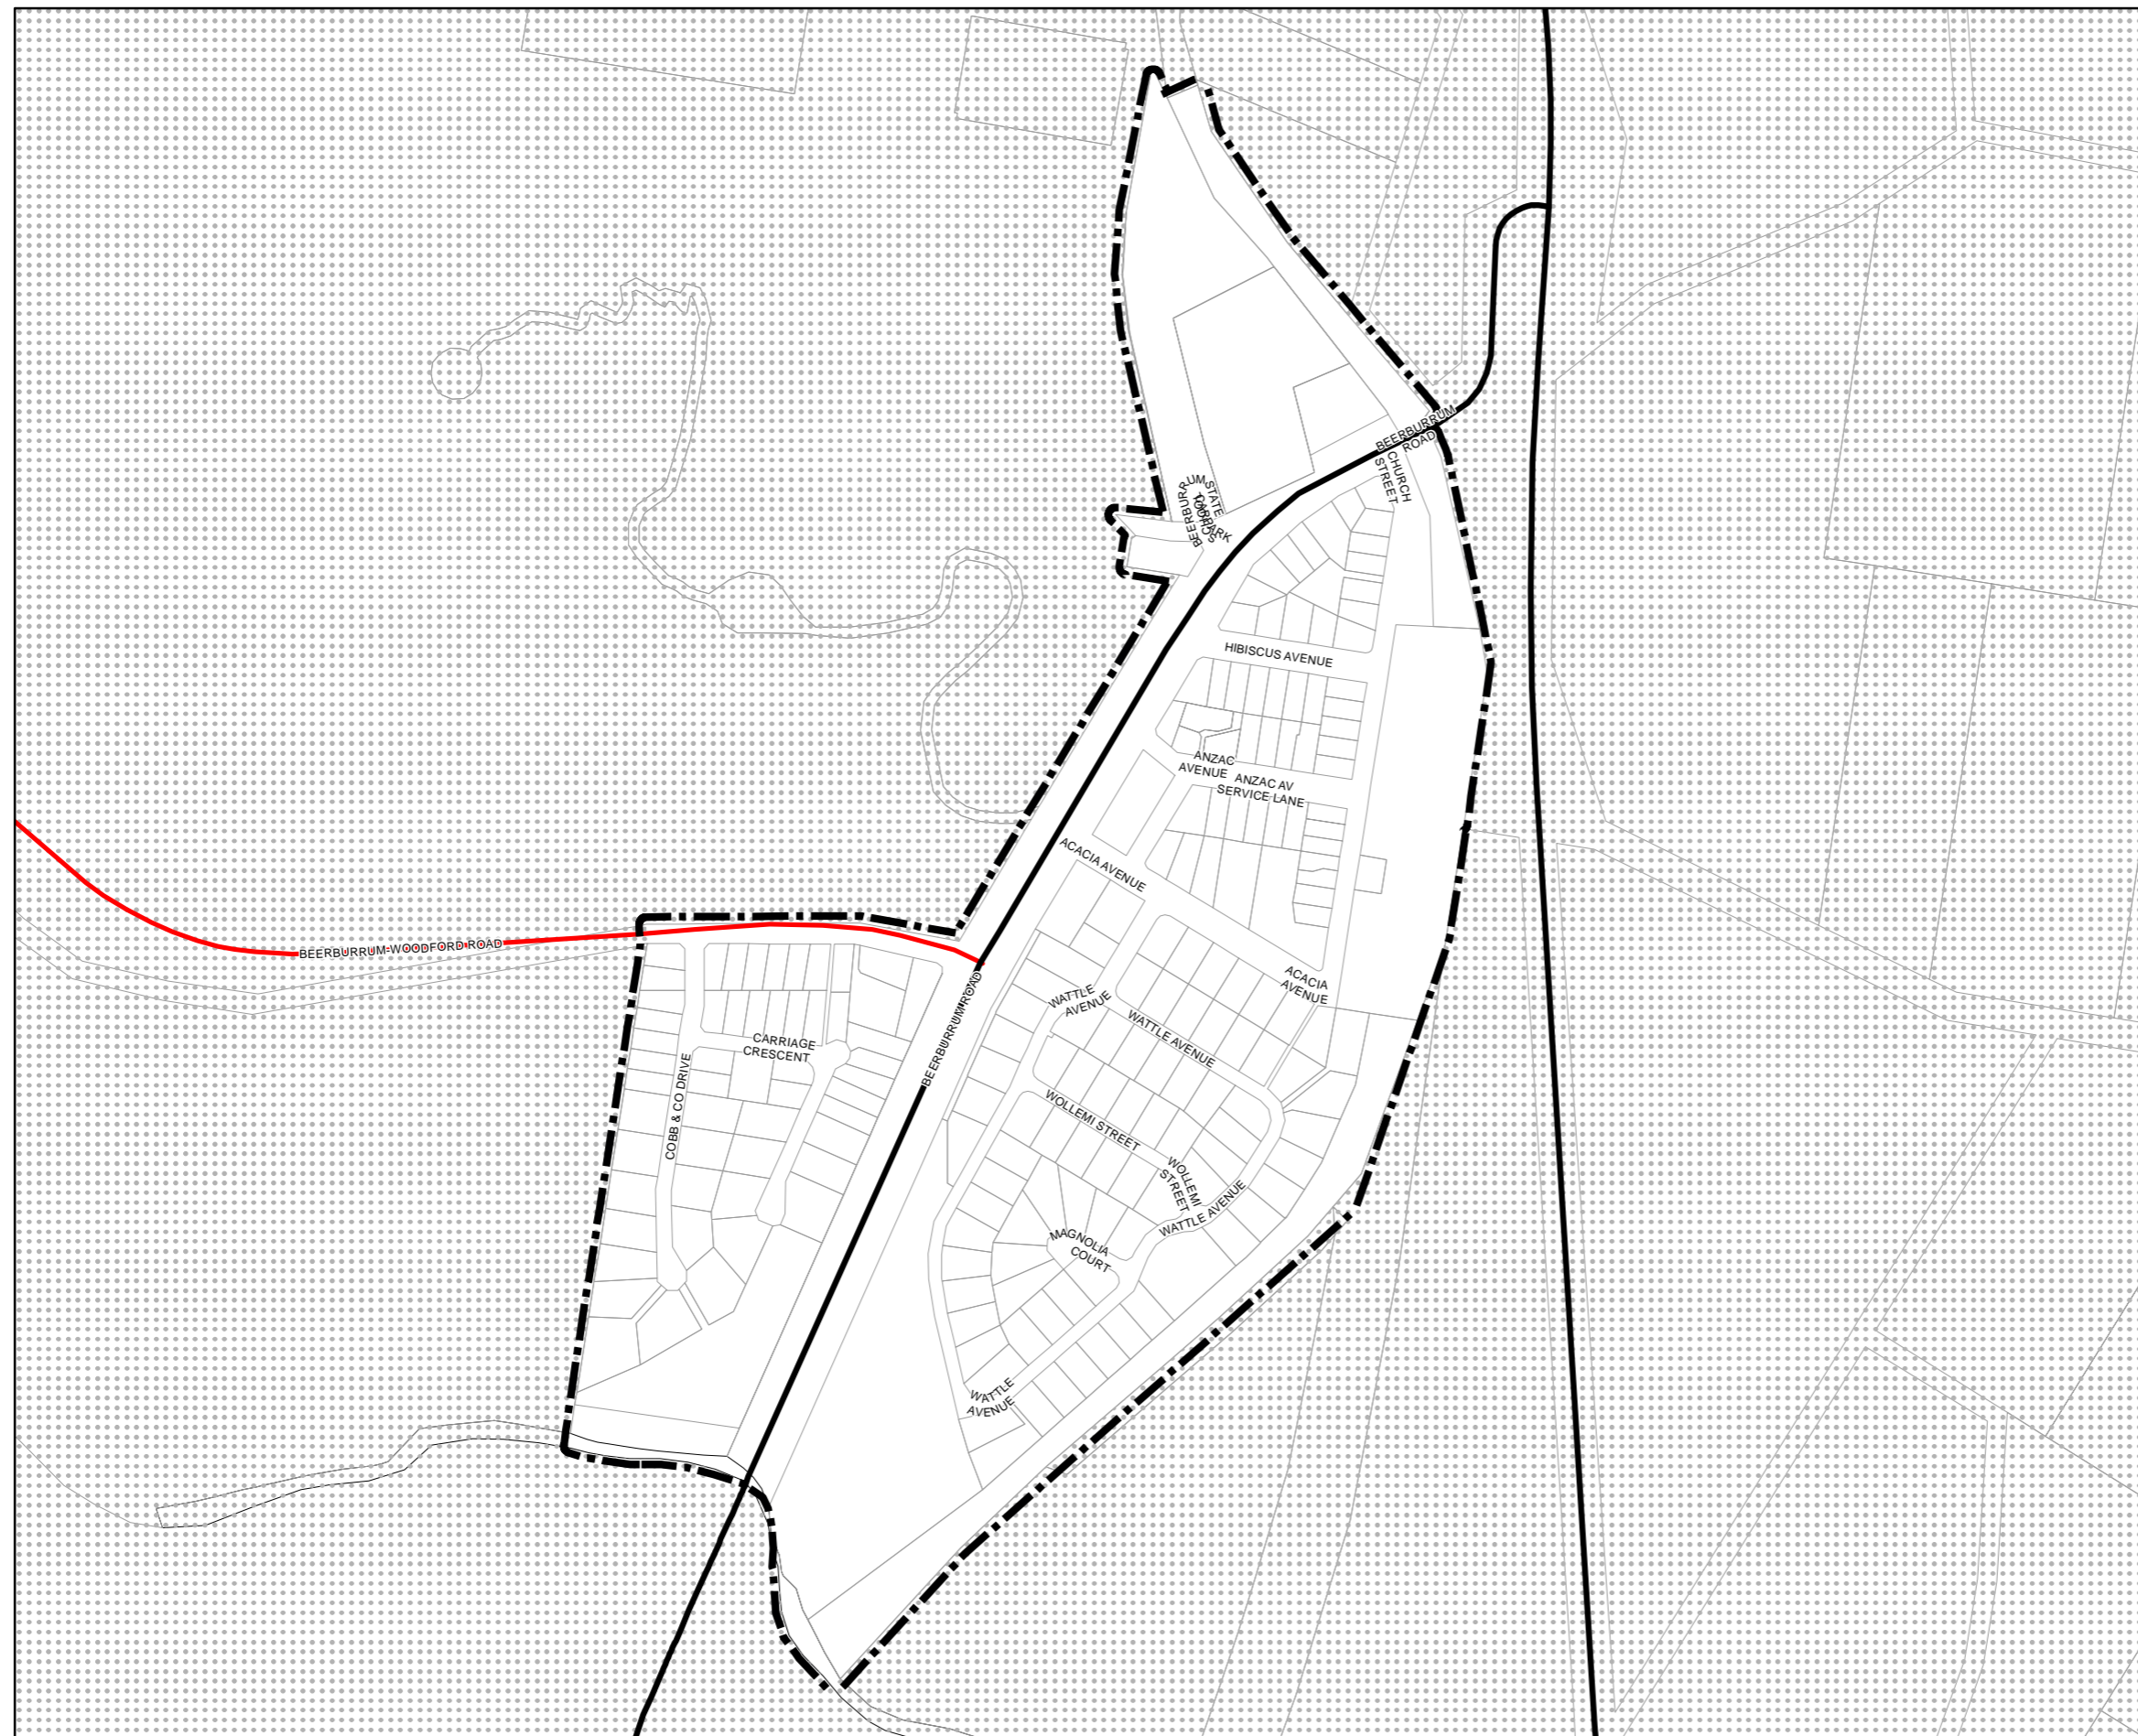 BEERBURRUM
ROAD
CHURCH
STREET
BEERBURRUM
STATE
SCHOOL
CARPARK
HIBISCUS AVENUE
ANZAC
AVENUE
ANZAC AV
SERVICE LANE
ACACIA AVENUE
BEERBURRUM-WOODFORD ROAD
ACACIA
AVENUE
BEERBURRUM ROAD
WATTLE
AVENUE
WATTLE AVENUE
CARRIAGE
CRESCENT
COBB & CO DRIVE
WOLLEMI STREET
WOLLEMI
STREET
WATTLE AVENUE
MAGNOLIA
COURT
WATTLE
AVENUE